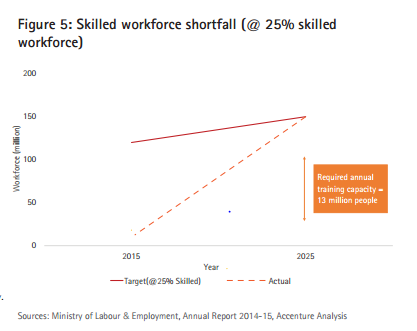 Figure 5: Skilled workforce shortfall (@ 25% skilled
workforce)
200
150
100
50
0
Workforce (million)
Required annual
training capacity =
13 million people
2015
2025
Year
Target(@25% Skilled)
Actual
Sources: Ministry of Labour & Employment, Annual Report 2014-15, Accenture Analysis